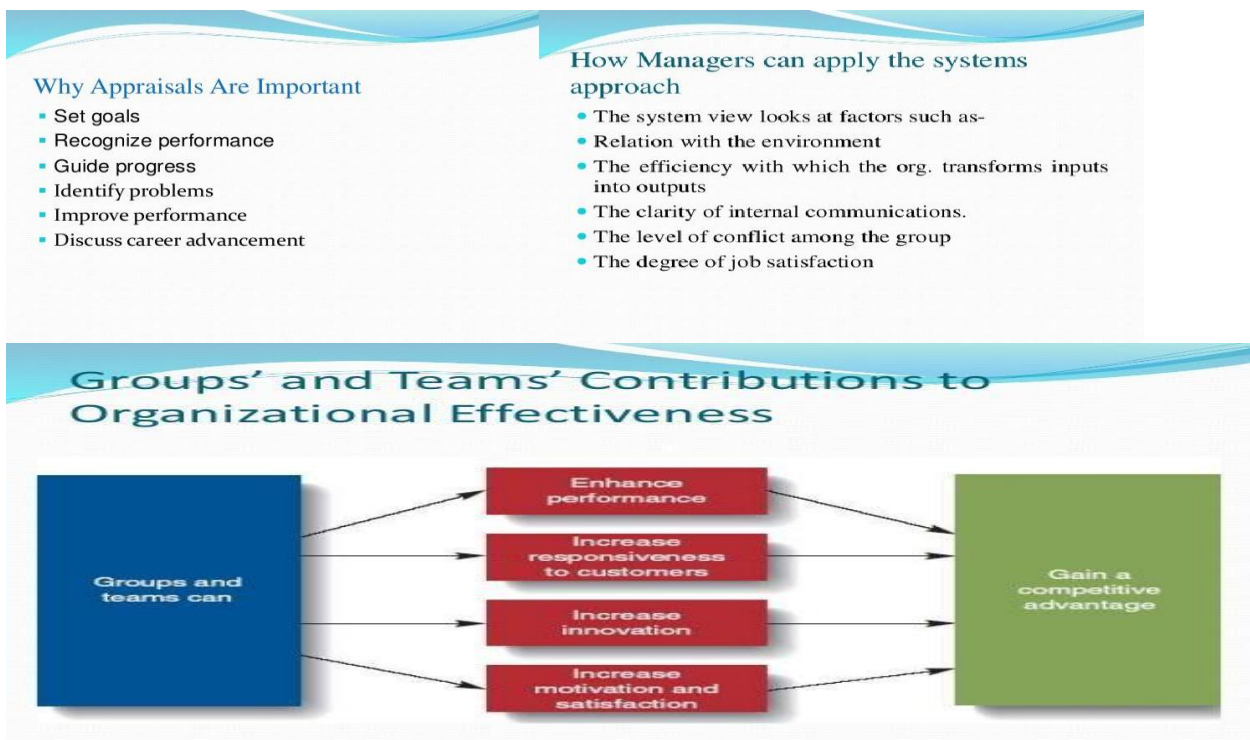 Why Appraisals Are Important
Set goals
Recognize performance
Guide progress
Identify problems
Improve performance
Discuss career advancement
How Managers can apply the systems
approach
The system view looks at factors such as-
Relation with the environment
The efficiency with which the org. transforms inputs
into outputs
The clarity of internal communications.
The level of conflict among the group
The degree of job satisfaction
Groups’ and Teams’ Contributions to
Organizational Effectiveness
Groups and
teams can
Enhance
performance
Increase
responsiveness
to customers
Increase
innovation
Increase
motivation and
satisfaction
Gain a
competitive
advantage